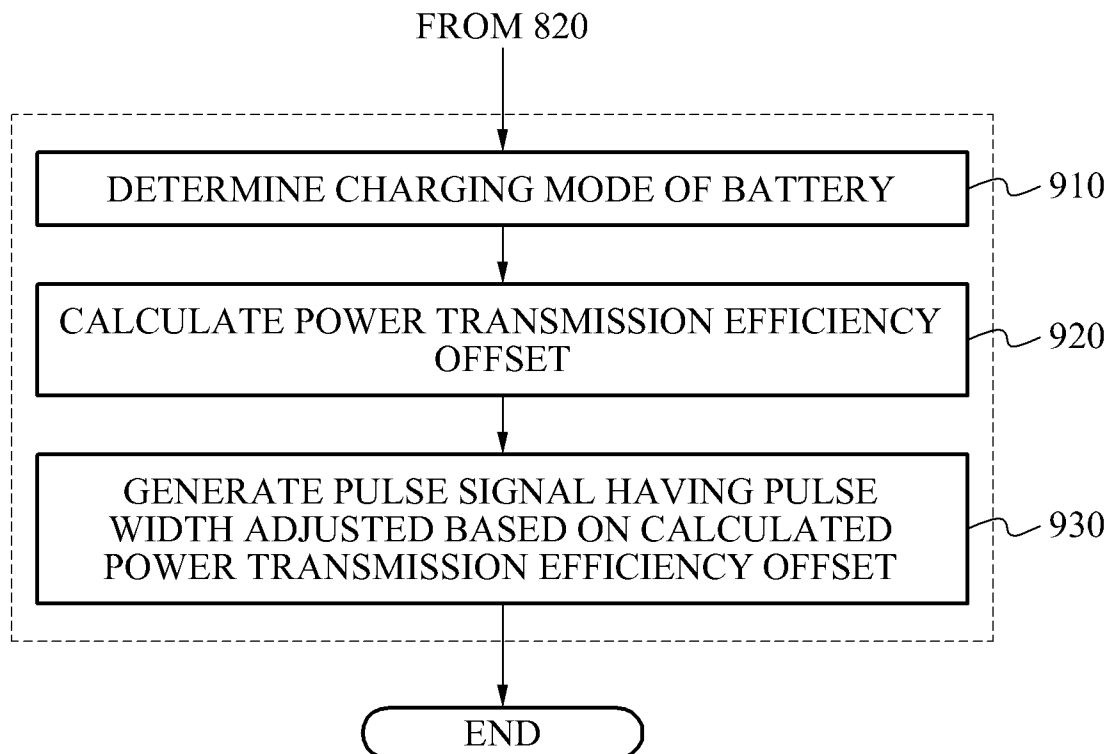 FROM 820
DETERMINE CHARGING MODE OF BATTERY
910
CALCULATE POWER TRANSMISSION EFFICIENCY
OFFSET
920
GENERATE PULSE SIGNAL HAVING PULSE
WIDTH ADJUSTED BASED ON CALCULATED
POWER TRANSMISSION EFFICIENCY OFFSET
930
END